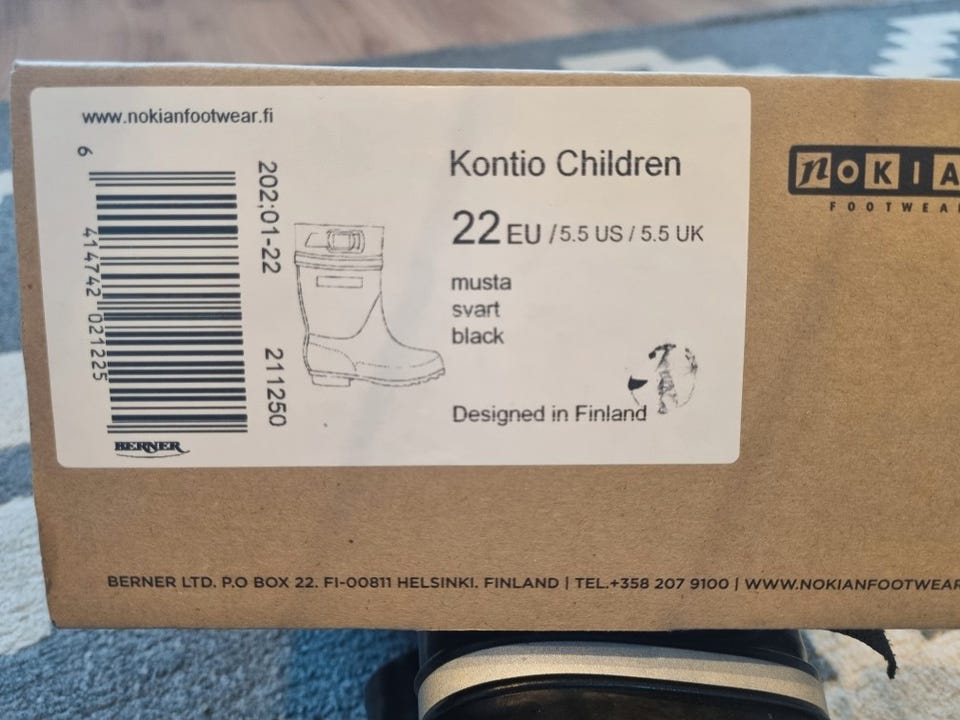 www.nokianfootwear.fi
6 414742 021225
202;01-22 211250
BERNER
Kontio Children
22 EU / 5.5 US / 5.5 UK
musta
svart
black
Designed in Finland
NOKIA
FOOTWEA
BERNER LTD. P.O BOX 22. FI-00811 HELSINKI. FINLAND | TEL.+358 207 9100 | WWW.NOKIANFOOTWEAR